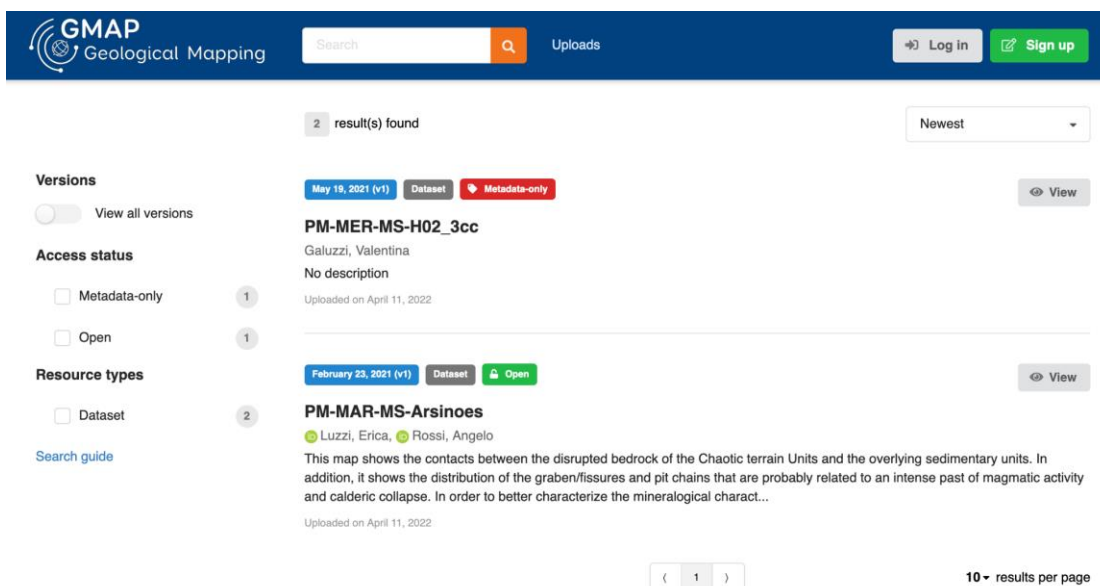 GMAP
Geological Mapping
Search
Uploads
Log in
Sign up
2 result(s) found
Newest
Versions
View all versions
Access status
Metadata-only 1
Open 1
Resource types
Dataset 2
Search guide
May 19, 2021 (v1) Dataset Metadata-only
View
PM-MER-MS-H02_3cc
Galuzzi, Valentina
No description
Uploaded on April 11, 2022
February 23, 2021 (v1) Dataset Open
View
PM-MAR-MS-Arsinoes
Luzzi, Erica, Rossi, Angelo
This map shows the contacts between the disrupted bedrock of the Chaotic terrain Units and the overlying sedimentary units. In
addition, it shows the distribution of the graben/fissures and pit chains that are probably related to an intense past of magmatic activity
and calderic collapse. In order to better characterize the mineralogical charact...
Uploaded on April 11, 2022
1
10 results per page